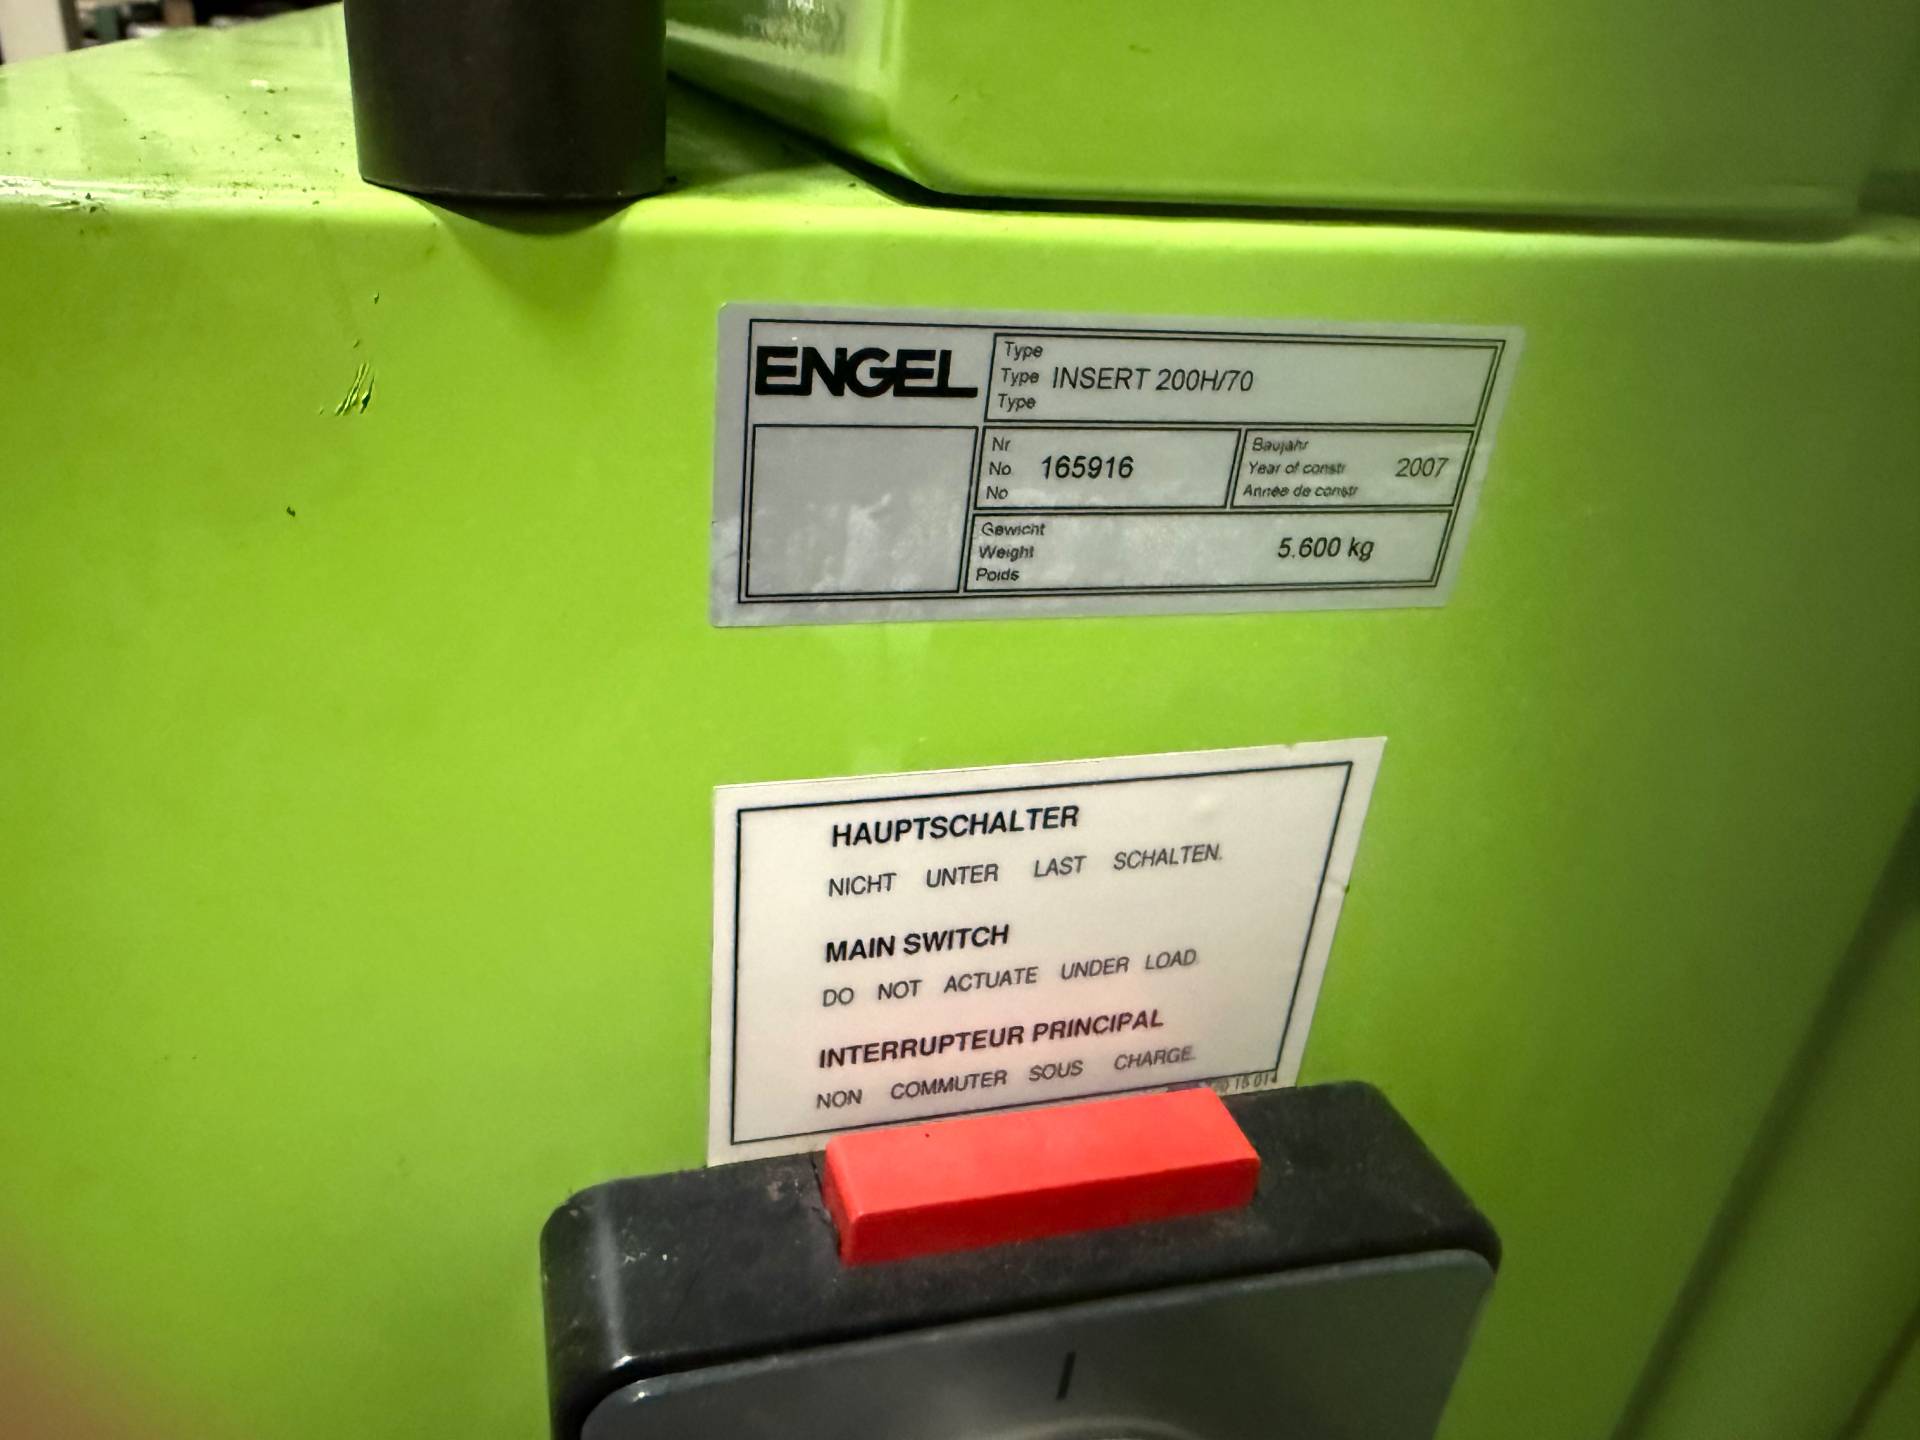 ENGEL
Type
Type INSERT 200H/70
Type
Nr
No 165916
No
Baujahr
Year of constr 2007
Année de constr
Gewicht
Weight 5.600 kg
Poids
HAUPTSCHALTER
NICHT UNTER LAST SCHALTEN.
MAIN SWITCH
DO NOT ACTUATE UNDER LOAD
INTERRUPTEUR PRINCIPAL
NON COMMUTER SOUS CHARGE.
I